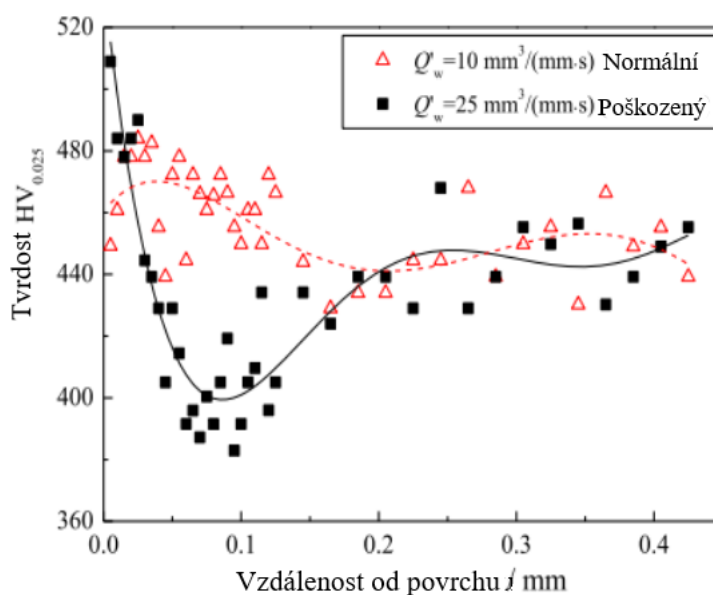 520
480
440
400
360
Tvrdost HV0.025
Q'w=10 mm³/(mm·s) Normální
Q'w=25 mm³/(mm·s) Poškozený
0.0 0.1 0.2 0.3 0.4
Vzdálenost od povrchu / mm